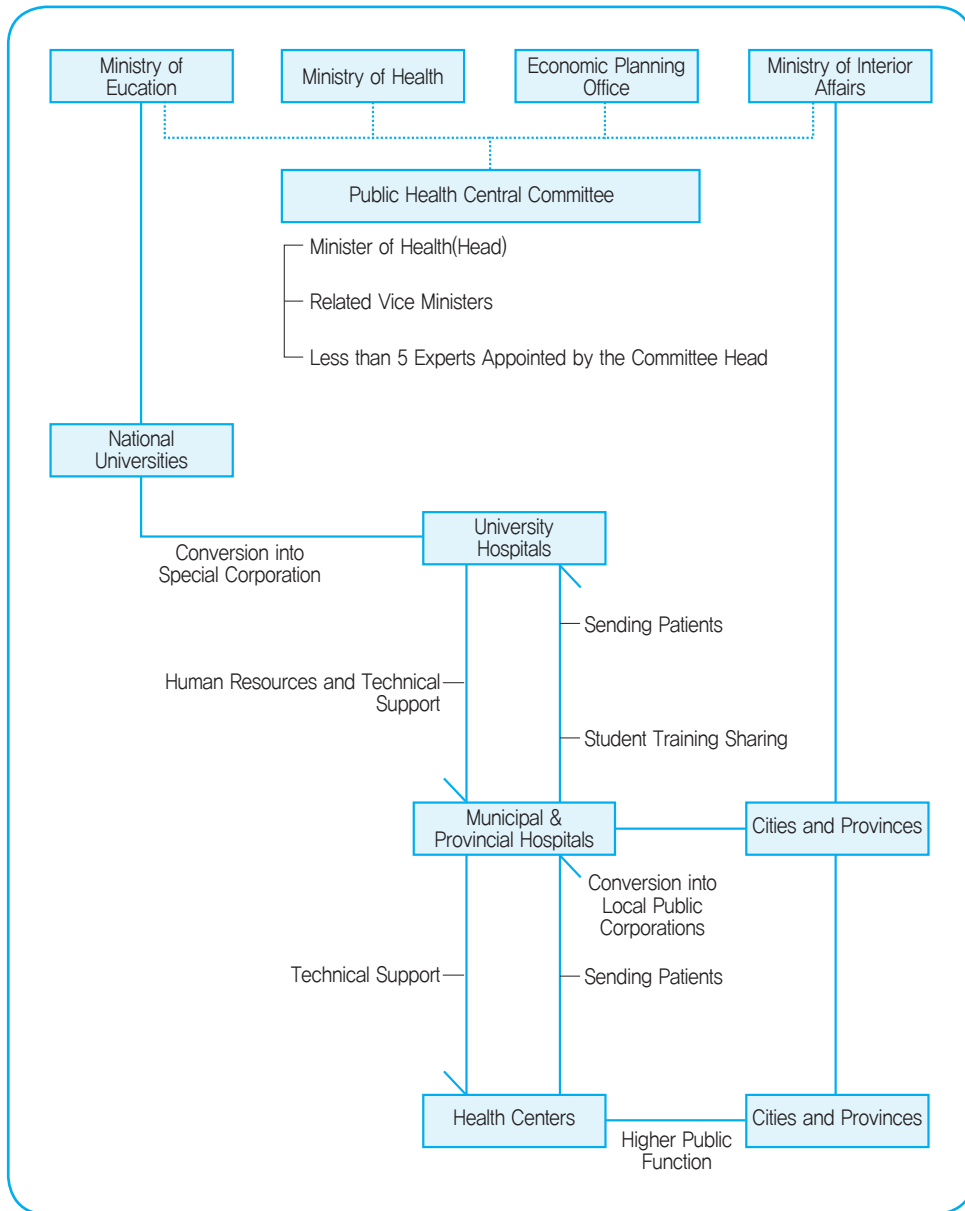 Ministry of
Eucation
Ministry of Health
Economic Planning
Office
Ministry of Interior
Affairs
Public Health Central Committee
Minister of Health(Head)
Related Vice Ministers
Less than 5 Experts Appointed by the Committee Head
National
Universities
University
Hospitals
Conversion into
Special Corporation
Sending Patients
Human Resources and Technical
Support
Student Training Sharing
Municipal &
Provincial Hospitals
Cities and Provinces
Conversion into
Local Public
Corporations
Technical Support
Sending Patients
Health Centers
Cities and Provinces
Higher Public
Function